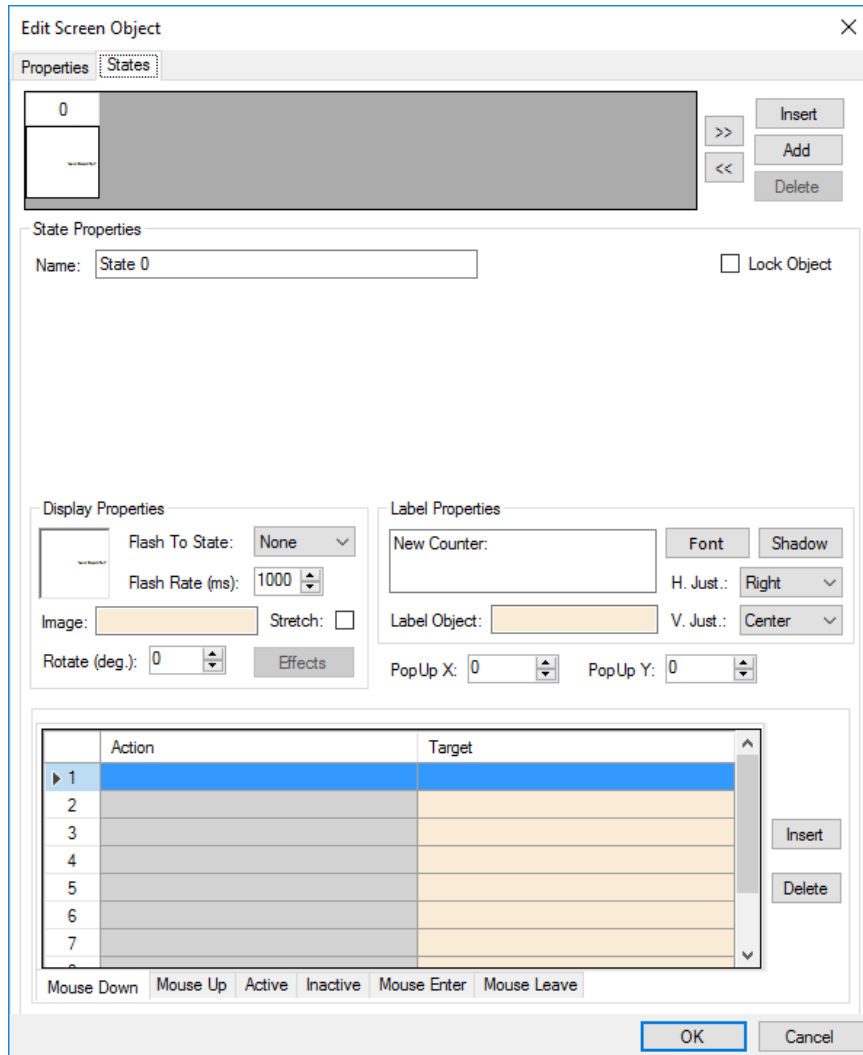 Edit Screen Object
Properties States
0
>>
Insert
Add
<<
Delete
State Properties
Name: State 0
Lock Object
Display Properties
Flash To State: None
Flash Rate (ms): 1000
Image:
Stretch:
Rotate (deg.): 0
Effects
Label Properties
New Counter:
Font Shadow
H. Just.: Right
Label Object:
V. Just.: Center
PopUp X: 0
PopUp Y: 0
Action Target
1
2
3
4
5
6
7
Insert
Delete
Mouse Down Mouse Up Active Inactive Mouse Enter Mouse Leave
OK Cancel